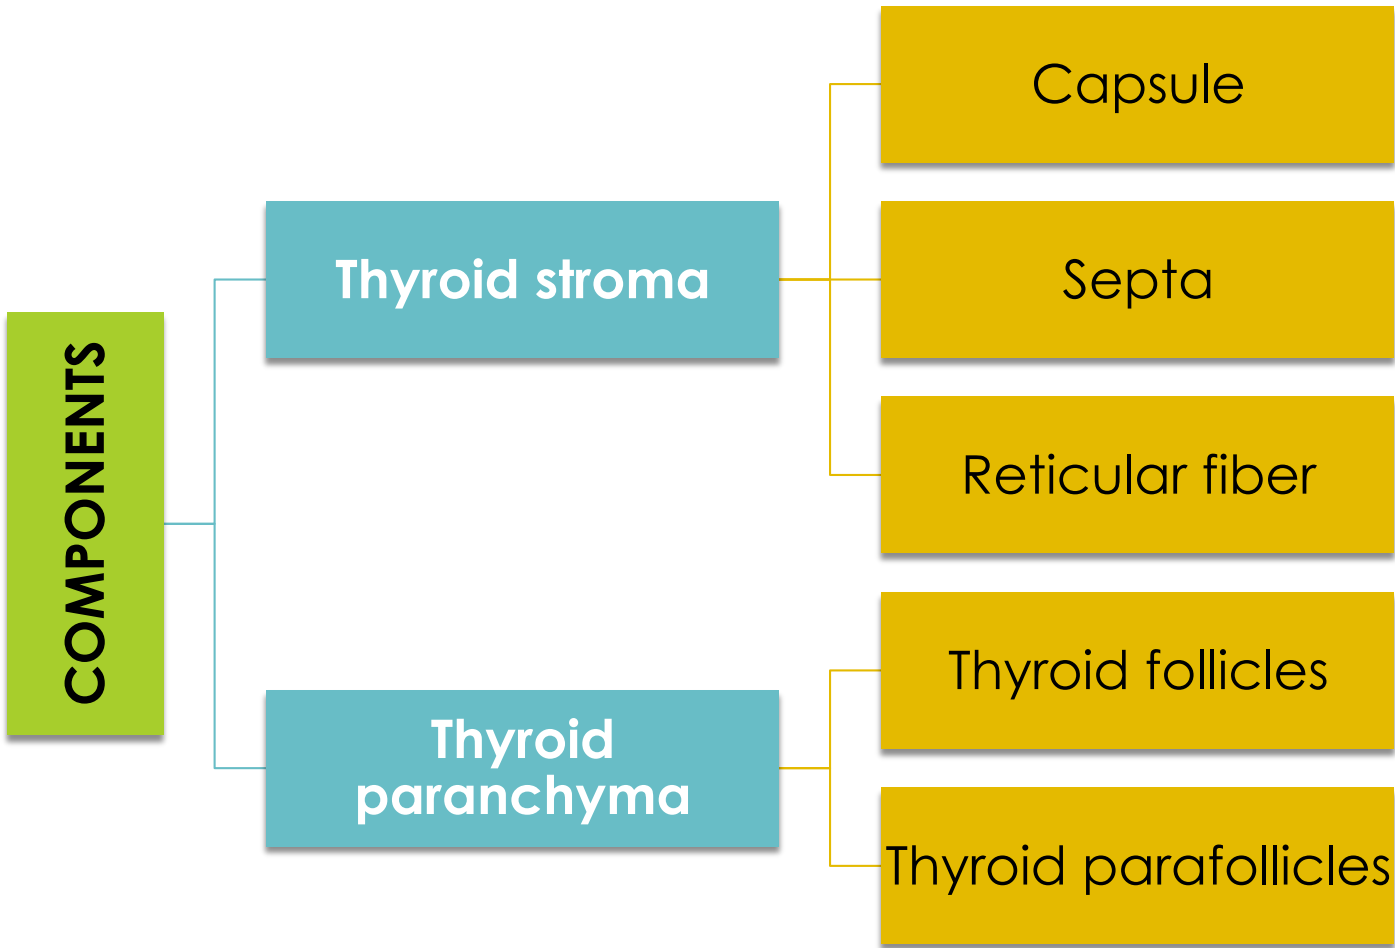 COMPONENTS
Thyroid stroma
Capsule
Septa
Reticular fiber
Thyroid
paranchyma
Thyroid follicles
Thyroid parafollicles